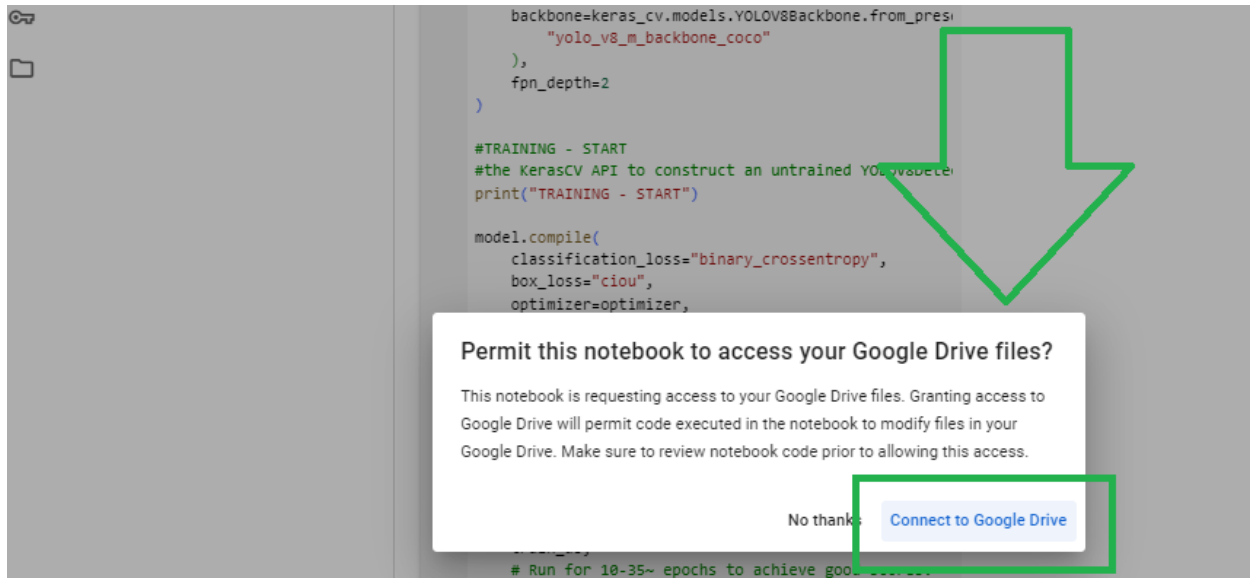 backbone=keras_cv.models.YOLOV8Backbone.from_pres
"yolo_v8_m_backbone_coco"
),
fpn_depth=2
)
#TRAINING - START
#the KerasCV API to construct an untrained
print("TRAINING - START")
model.compile(
classification_loss="binary_crossentropy",
box_loss="ciou",
optimizer=optimizer,
Permit this notebook to access your Google Drive files?
This notebook is requesting access to your Google Drive files. Granting access to
Google Drive will permit code executed in the notebook to modify files in your
Google Drive. Make sure to review notebook code prior to allowing this access.
No thanks Connect to Google Drive
# Run for 10-35~ epochs to achieve good